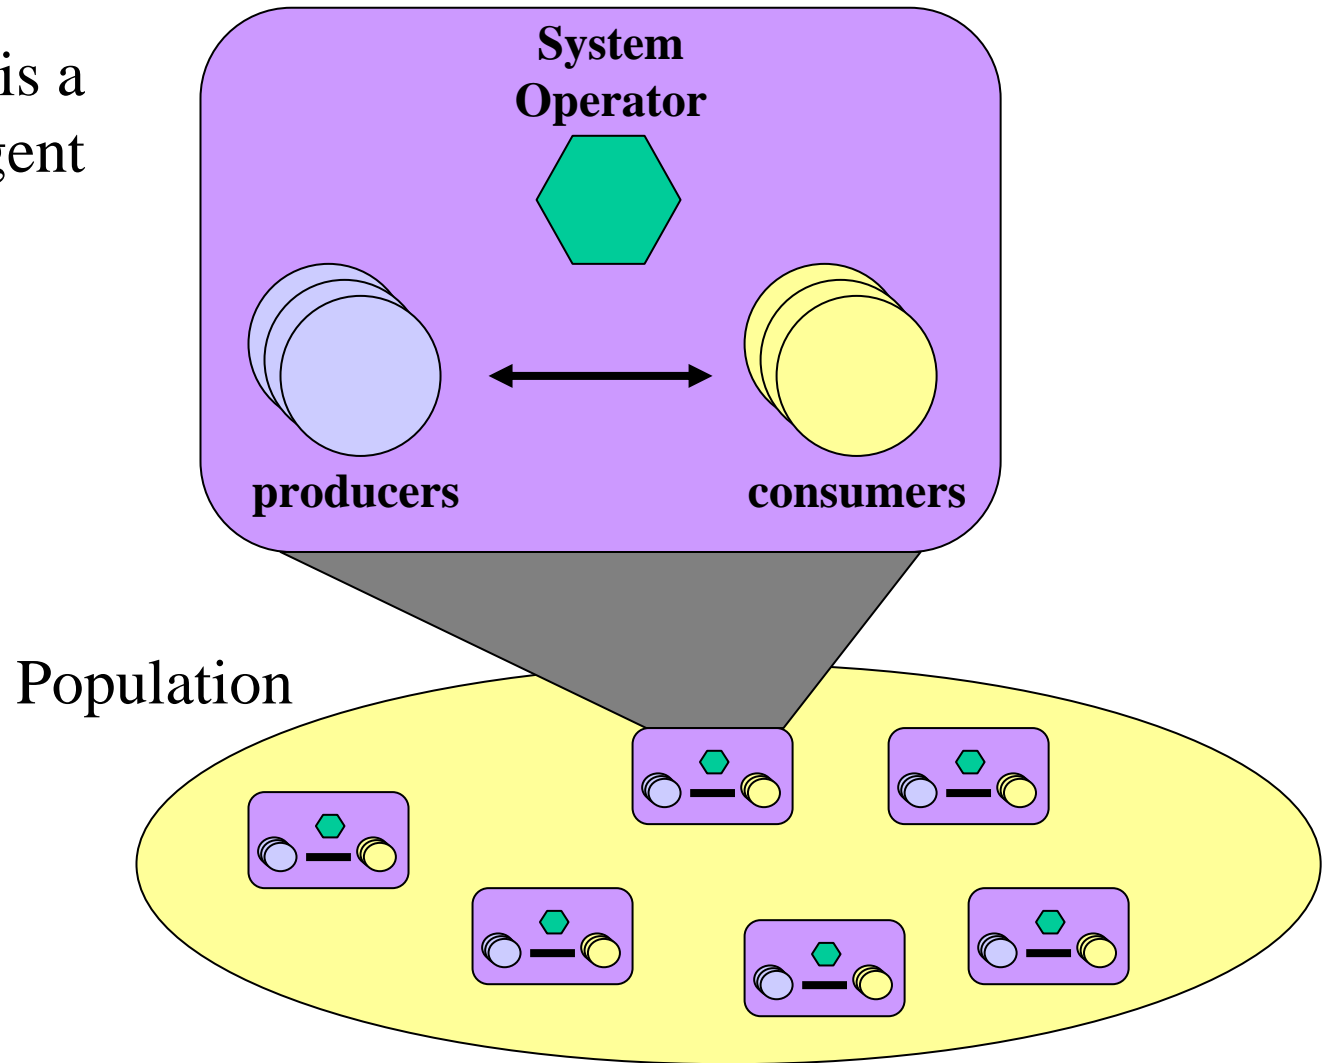 is a
gent
System
Operator
producers
consumers
Population